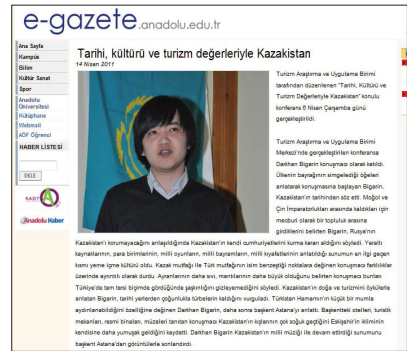 e-gazete.anadolu.edu.tr
Ana Sayfa
Kampüs
Bilim
Kültür Sanat
Spor
Anadolu
Üniversitesi
Kütüphane
Webmail
AÖF Öğrenci
HABER LİSTESİ
EKLE
RADYO A
Anadolu Haber
Tarihi, kültürü ve turizm değerleriyle Kazakistan
14 Nisan 2011
Turizm Araştırma ve Uygulama Birimi
tarafından düzenlenen "Tarihi, Kültürü ve
Turizm Değerleriyle Kazakistan" konulu
konferans 6 Nisan Çarşamba günü
gerçekleştirildi.
Turizm Araştırma ve Uygulama Birimi
Merkezi'nde gerçekleştirilen konferansa
Darkhan Bigarin konuşmacı olarak katıldı.
Ülkenin bayrağının simgelediği öğeleri
anlatarak konuşmasına başlayan Bigarin,
Kazakistan'ın tarihinden söz etti. Moğol ve
Çin İmparatorlukları arasında kaldıkları için
mecburi olarak bir topluluk arasına
girdiklerini belirten Bigarin, Rusya'nın
Kazakistan'ı korumayacağını anlaşıldığında Kazakistan'ın kendi cumhuriyetlerini kurma kararı aldığını söyledi. Yeraltı
kaynaklarının, para birimlerinin, milli oyunların, milli bayramların, milli kıyafetlerinin anlatıldığı sunumun en ilgi geçen
kısmı yeme içme kültürü oldu. Kazak mutfağı ile Türk mutfağının isim benzeştiği noktalara değinen konuşmacı farklılıklar
üzerinde ayrıntılı olarak durdu. Ayranlarının daha sıvı, mantılarının daha büyük olduğunu belirten konuşmacı bunları
Türkiye'de tam tersi biçimde gördüğünde şaşkınlığını gizleyemediğini söyledi. Kazakistan'ın doğa ve turizmini öykülerle
anlatan Bigarin, tarihi yerlerden çoğunlukla türbelerin kaldığını vurguladı. Türkistan Hamamının küçük bir mumla
aydınlanabildiğini özelliğine değinen Darkhan Bigarin, daha sonra başkent Astana'yı anlattı. Başkentteki otelleri, turistik
mekanları, resmi binaları, müzeleri tanıtan konuşmacı Kazakistan'ın kışlarının çok soğuk geçtiğini Eskişehir'in ikliminin
kendisine daha yumuşak geldiğini kaydetti. Darkhan Bigarin Kazakistan'ın milli müziği ile devam ettirdiği sunumunu
başkent Astana'dan görüntülerle sonlandırdı.